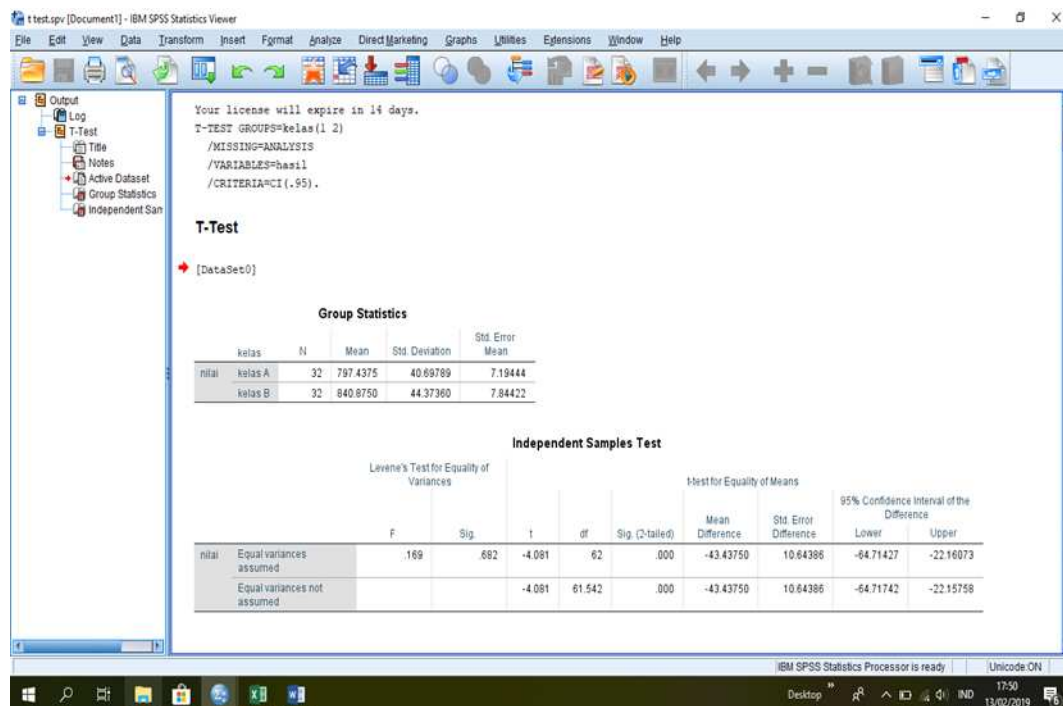 t test.spv [Document1] - IBM SPSS Statistics Viewer
File Edit View Data Transform Insert Format Analyze Direct Marketing Graphs Utilities Extensions Window Help
Output
Log
T-Test
Title
Notes
Active Dataset
Group Statistics
Independent Sam
Your license will expire in 14 days.
T-TEST GROUPS=kelas(1 2)
/MISSING=ANALYSIS
/VARIABLES=hasil
/CRITERIA=CI(.95).
T-Test
[DataSet0]
Group Statistics
kelas N Mean Std. Deviation Std. Error Mean
nilai kelas A 32 797.4375 40.69789 7.19444
kelas B 32 840.8750 44.37360 7.84422
Independent Samples Test
Levene's Test for Equality of Variances
t-test for Equality of Means
F Sig. t df Sig. (2-tailed) Mean Difference Std. Error Difference 95% Confidence Interval of the Difference Lower Upper
nilai Equal variances assumed .169 .682 -4.081 62 .000 -43.43750 10.64386 -64.71427 -22.16073
Equal variances not assumed -4.081 61.542 .000 -43.43750 10.64386 -64.71742 -22.15758
IBM SPSS Statistics Processor is ready Unicode:ON
Desktop IND 17:50
13/02/2019